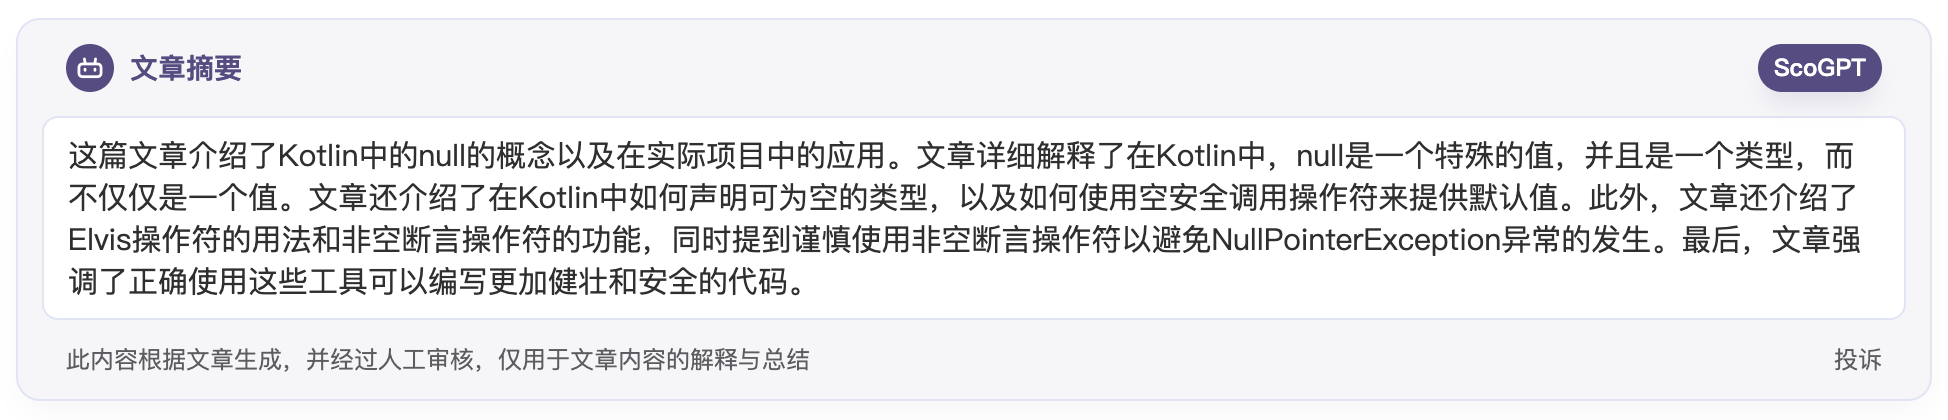 文章摘要
ScoGPT
这篇文章介绍了Kotlin中的null的概念以及在实际项目中的应用。文章详细解释了在Kotlin中，null是一个特殊的值，并且是一个类型，而
不仅仅是一个值。文章还介绍了在Kotlin中如何声明可为空的类型，以及如何使用空安全调用操作符来提供默认值。此外，文章还介绍了
Elvis操作符的用法和非空断言操作符的功能，同时提到谨慎使用非空断言操作符以避免NullPointerException异常的发生。最后，文章强
调了正确使用这些工具可以编写更加健壮和安全的代码。
此内容根据文章生成，并经过人工审核，仅用于文章内容的解释与总结
投诉